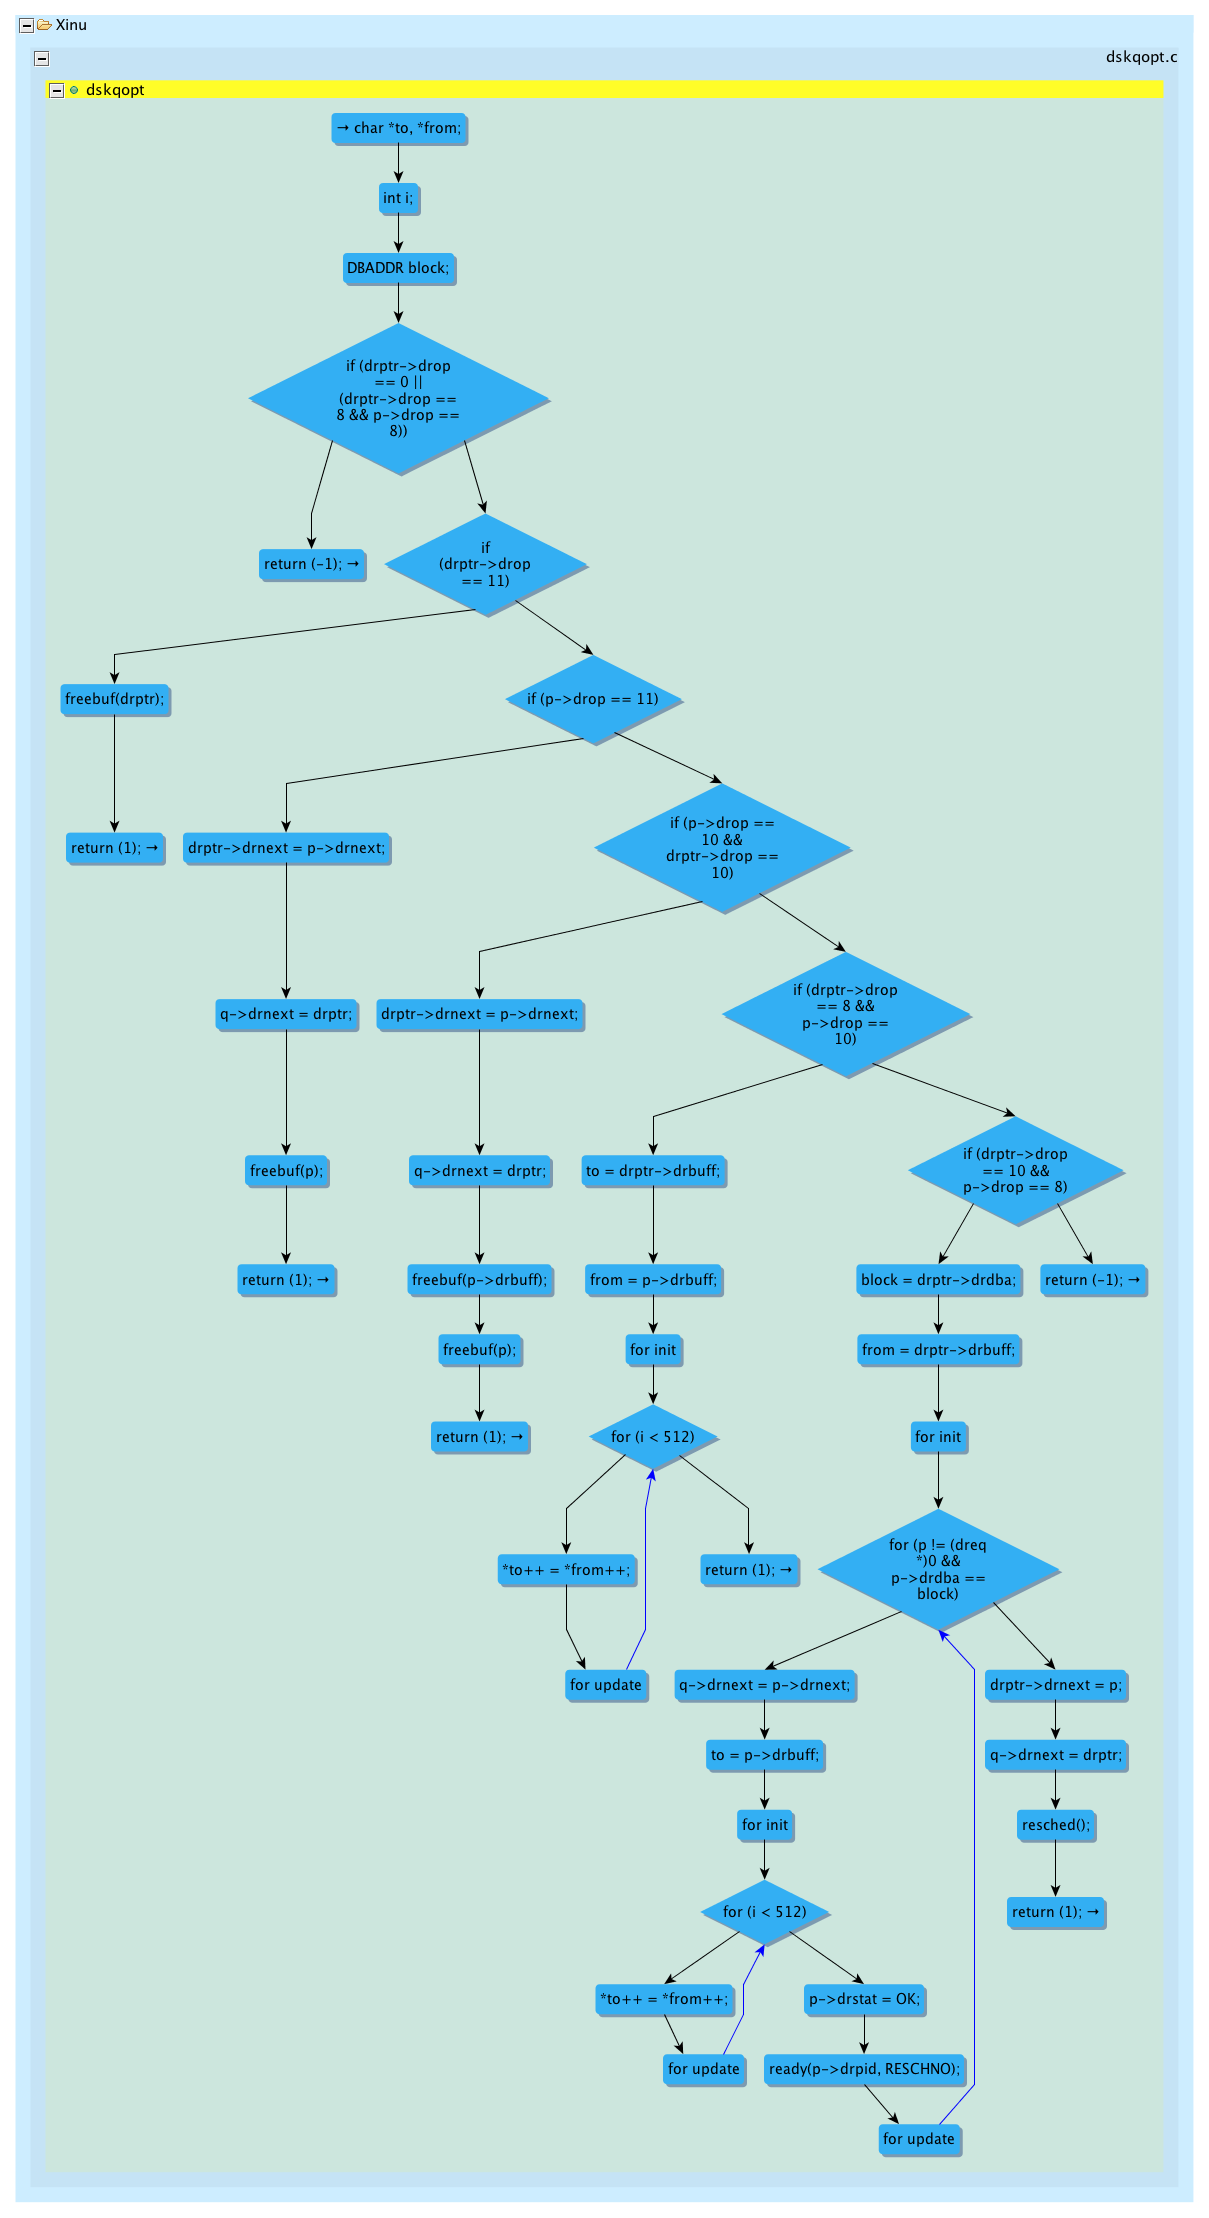 Xinu
dskqopt.c
dskqopt
→ char *to, *from;
int i;
DBADDR block;
if (drptr->drop
== 0 ||
(drptr->drop ==
8 && p->drop ==
8))
return (-1); →
if
(drptr->drop
== 11)
freebuf(drptr);
if (p->drop == 11)
return (1); →
drptr->drnext = p->drnext;
if (p->drop ==
10 &&
drptr->drop ==
10)
q->drnext = drptr;
drptr->drnext = p->drnext;
if (drptr->drop
== 8 &&
p->drop ==
10)
freebuf(p);
q->drnext = drptr;
to = drptr->drbuff;
if (drptr->drop
== 10 &&
p->drop == 8)
return (1); →
freebuf(p->drbuff);
from = p->drbuff;
block = drptr->drdba;
return (-1); →
freebuf(p);
for init
from = drptr->drbuff;
return (1); →
for (i < 512)
for init
*to++ = *from++;
return (1); →
for (p != (dreq
*)0 &&
p->drdba ==
block)
for update
q->drnext = p->drnext;
drptr->drnext = p;
to = p->drbuff;
q->drnext = drptr;
for init
resched();
for (i < 512)
return (1); →
*to++ = *from++;
p->drstat = OK;
for update
ready(p->drpid, RESCHNO);
for update